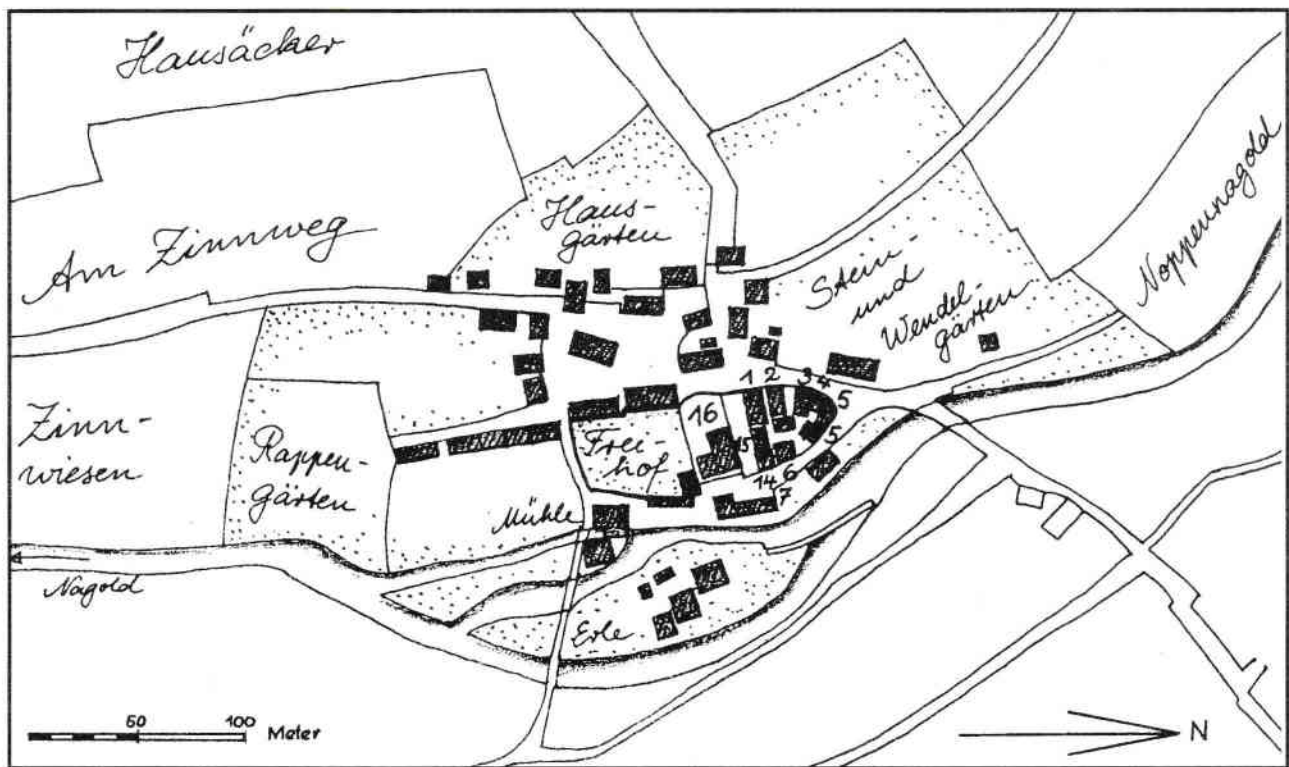 Hausäcker
Am Zinnweg
Haus-
gärten
Stein-
und
Wendel-
gärten
Noppennagold
Zinn-
wiesen
Rappen-
gärten
Frei-
hof
Mühle
1 2 3 4
5
5
16
15
14 6
7
Nagold
Erle
50 100 Meter
N